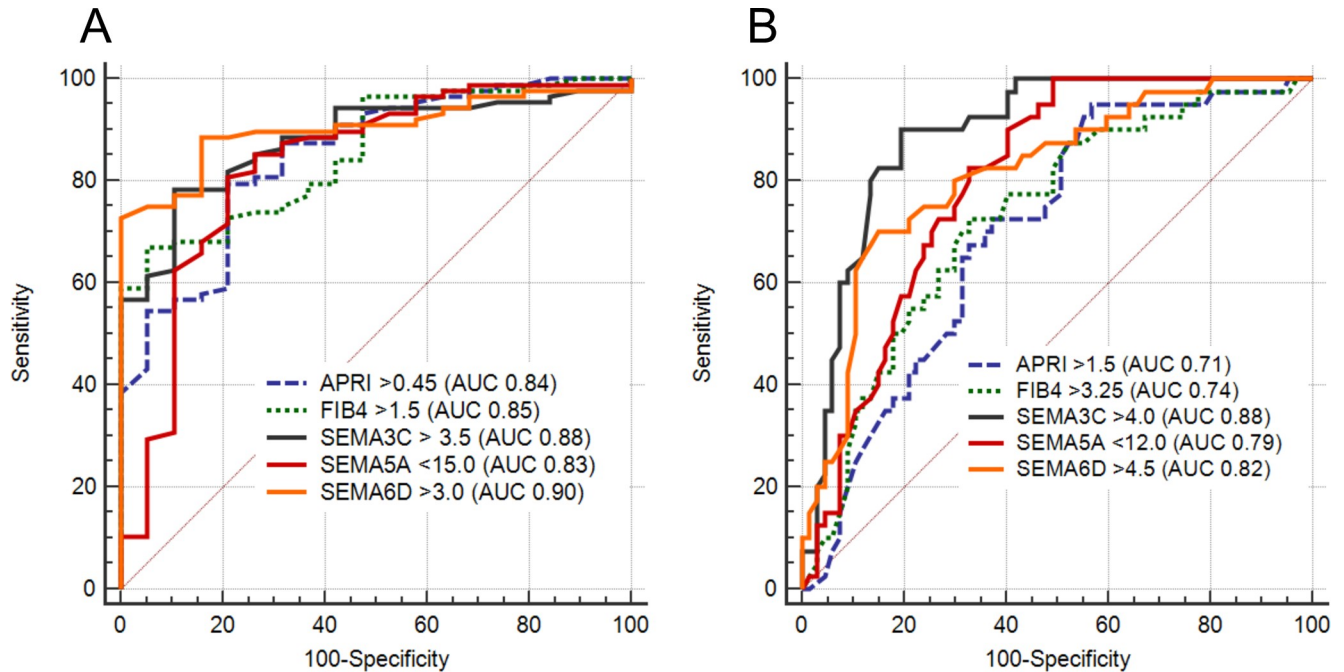 A
100
80
60
40
20
0
Sensitivity
APRI >0.45 (AUC 0.84)
FIB4 >1.5 (AUC 0.85)
SEMA3C > 3.5 (AUC 0.88)
SEMA5A <15.0 (AUC 0.83)
SEMA6D >3.0 (AUC 0.90)
0 20 40 60 80 100
100-Specificity
B
100
80
60
40
20
0
Sensitivity
APRI >1.5 (AUC 0.71)
FIB4 >3.25 (AUC 0.74)
SEMA3C >4.0 (AUC 0.88)
SEMA5A <12.0 (AUC 0.79)
SEMA6D >4.5 (AUC 0.82)
0 20 40 60 80 100
100-Specificity